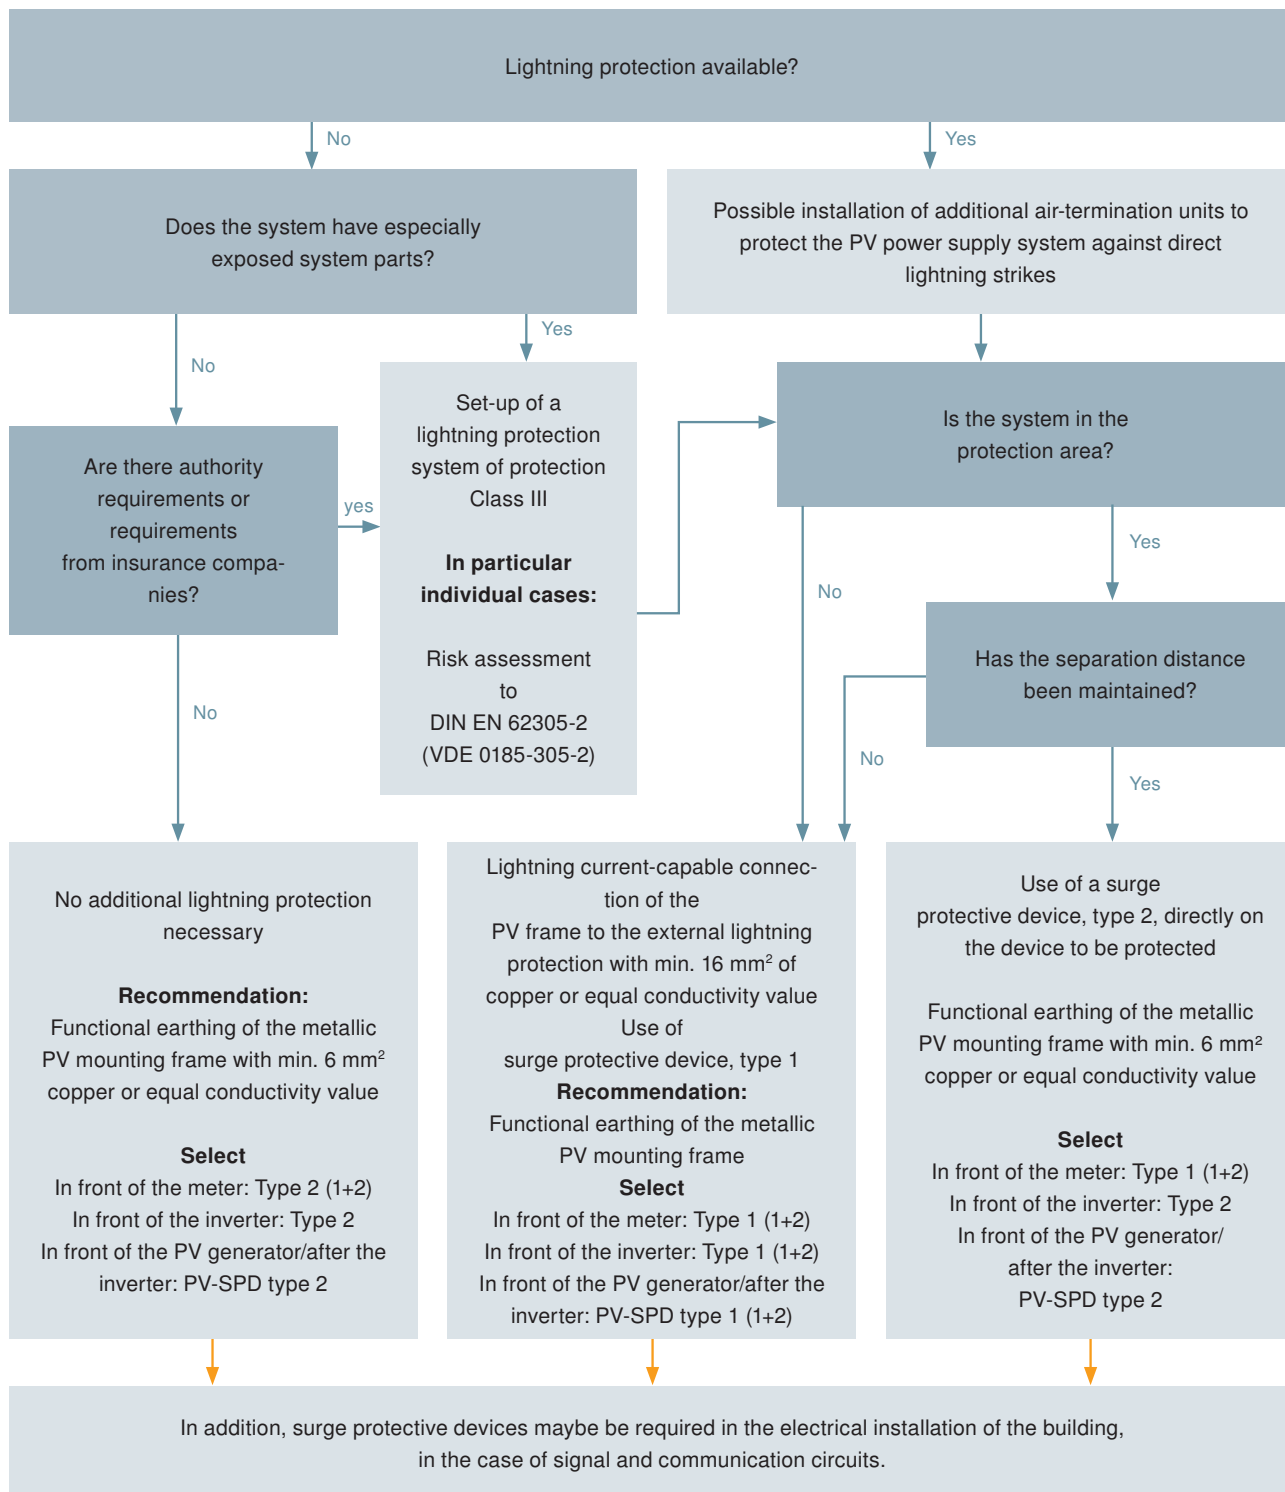 Lightning protection available?
No
Yes
Does the system have especially
exposed system parts?
Possible installation of additional air-termination units to
protect the PV power supply system against direct
lightning strikes
No
Yes
Are there authority
requirements or
requirements
from insurance compa-
nies?
yes
Set-up of a
lightning protection
system of protection
Class III
In particular
individual cases:
Risk assessment
to
DIN EN 62305-2
(VDE 0185-305-2)
Is the system in the
protection area?
No
Yes
Has the separation distance
been maintained?
No
No
Yes
No additional lightning protection
necessary
Recommendation:
Functional earthing of the metallic
PV mounting frame with min. 6 mm²
copper or equal conductivity value
Select
In front of the meter: Type 2 (1+2)
In front of the inverter: Type 2
In front of the PV generator/after the
inverter: PV-SPD type 2
Lightning current-capable connec-
tion of the
PV frame to the external lightning
protection with min. 16 mm² of
copper or equal conductivity value
Use of
surge protective device, type 1
Recommendation:
Functional earthing of the metallic
PV mounting frame
Select
In front of the meter: Type 1 (1+2)
In front of the inverter: Type 1 (1+2)
In front of the PV generator/after the
inverter: PV-SPD type 1 (1+2)
Use of a surge
protective device, type 2, directly on
the device to be protected
Functional earthing of the metallic
PV mounting frame with min. 6 mm²
copper or equal conductivity value
Select
In front of the meter: Type 1 (1+2)
In front of the inverter: Type 2
In front of the PV generator/
after the inverter:
PV-SPD type 2
In addition, surge protective devices maybe be required in the electrical installation of the building,
in the case of signal and communication circuits.